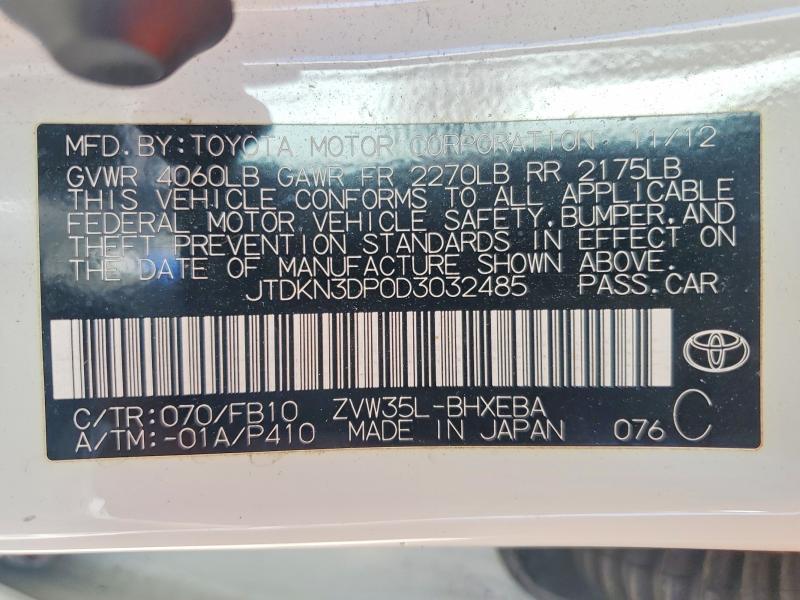 MFD.BY:TOYOTA MOTOR CORPORATION 11/12
GVWR 4060LB GAWR FR 2270LB RR 2175LB
THIS VEHICLE CONFORMS TO ALL APPLICABLE
FEDERAL MOTOR VEHICLE SAFETY,BUMPER,AND
THEFT PREVENTION STANDARDS IN EFFECT ON
THE DATE OF MANUFACTURE SHOWN ABOVE.
JTDKN3DP0D3032485 PASS.CAR
C/TR:070/FB10 ZVW35L-BHXEBA
A/TM:-01A/P410 MADE IN JAPAN 076 C